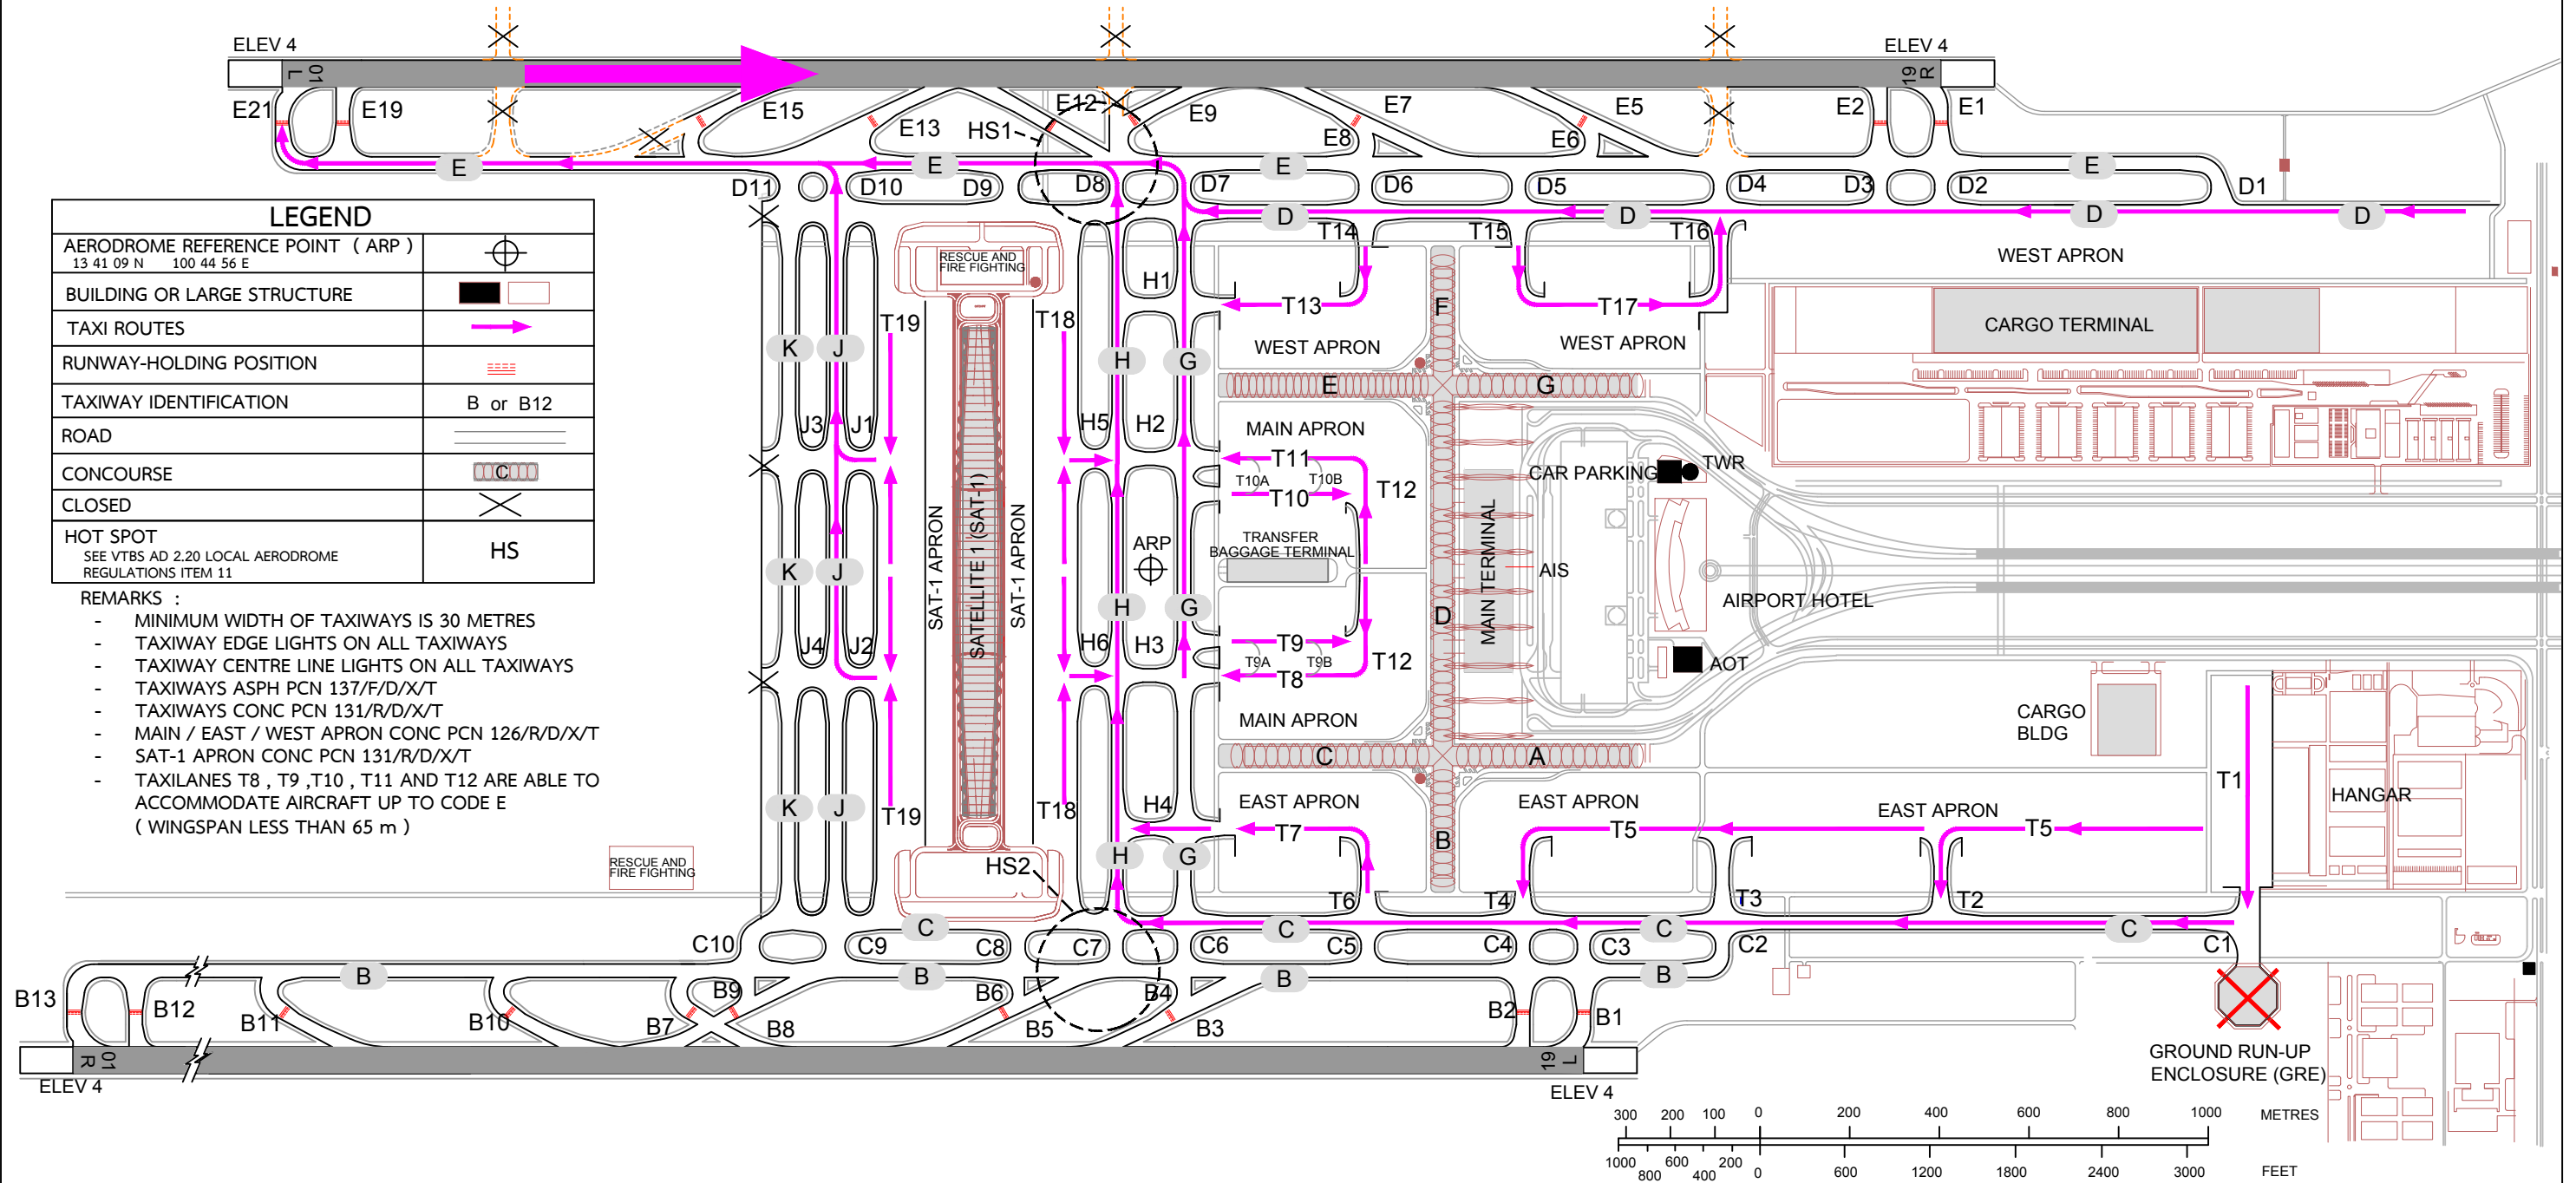 ELEV 4
ELEV 4
01 L
19 R
E21
E19
E15
E13
HS1
E12
E9
E8
E7
E6
E5
E2
E1
E
E
E
E
D11
D10
D9
D8
D7
D6
D5
D4
D3
D2
D1
D
D
D
D
LEGEND
AERODROME REFERENCE POINT ( ARP )
13 41 09 N 100 44 56 E
BUILDING OR LARGE STRUCTURE
TAXI ROUTES
RUNWAY-HOLDING POSITION
TAXIWAY IDENTIFICATION
B or B12
ROAD
CONCOURSE
C
CLOSED
HOT SPOT
SEE VTBS AD 2.20 LOCAL AERODROME
REGULATIONS ITEM 11
HS
REMARKS :
- MINIMUM WIDTH OF TAXIWAYS IS 30 METRES
- TAXIWAY EDGE LIGHTS ON ALL TAXIWAYS
- TAXIWAY CENTRE LINE LIGHTS ON ALL TAXIWAYS
- TAXIWAYS ASPH PCN 137/F/D/X/T
- TAXIWAYS CONC PCN 131/R/D/X/T
- MAIN / EAST / WEST APRON CONC PCN 126/R/D/X/T
- SAT-1 APRON CONC PCN 131/R/D/X/T
- TAXILANES T8 , T9 ,T10 , T11 AND T12 ARE ABLE TO
ACCOMMODATE AIRCRAFT UP TO CODE E
( WINGSPAN LESS THAN 65 m )
RESCUE AND
FIRE FIGHTING
T14
T15
T16
H1
T13
T17
F
WEST APRON
CARGO TERMINAL
T19
T18
K
J
H
G
WEST APRON
WEST APRON
E
G
J3
J1
H5
H2
MAIN APRON
T11
T10A
T10B
T10
T12
CAR PARKING
TWR
SAT-1 APRON
SATELLITE 1 (SAT-1)
SAT-1 APRON
ARP
TRANSFER
BAGGAGE TERMINAL
MAIN TERMINAL
AIS
AIRPORT HOTEL
K
J
H
G
D
J4
J2
H6
H3
T9
T9A
T9B
T8
T12
AOT
MAIN APRON
CARGO
BLDG
C
A
T1
HANGAR
K
J
T19
T18
H4
EAST APRON
EAST APRON
EAST APRON
T7
T5
T5
B
H
G
RESCUE AND
FIRE FIGHTING
HS2
T6
T4
T3
T2
C
C
C
C
C10
C9
C8
C7
C6
C5
C4
C3
C2
C1
B
B
B
B
B13
B12
B11
B10
B7
B9
B8
B6
B5
B4
B3
B2
B1
01 R
19 L
ELEV 4
ELEV 4
GROUND RUN-UP
ENCLOSURE (GRE)
300 200 100 0 200 400 600 800 1000 METRES
1000 800 600 400 200 0 600 1200 1800 2400 3000 FEET